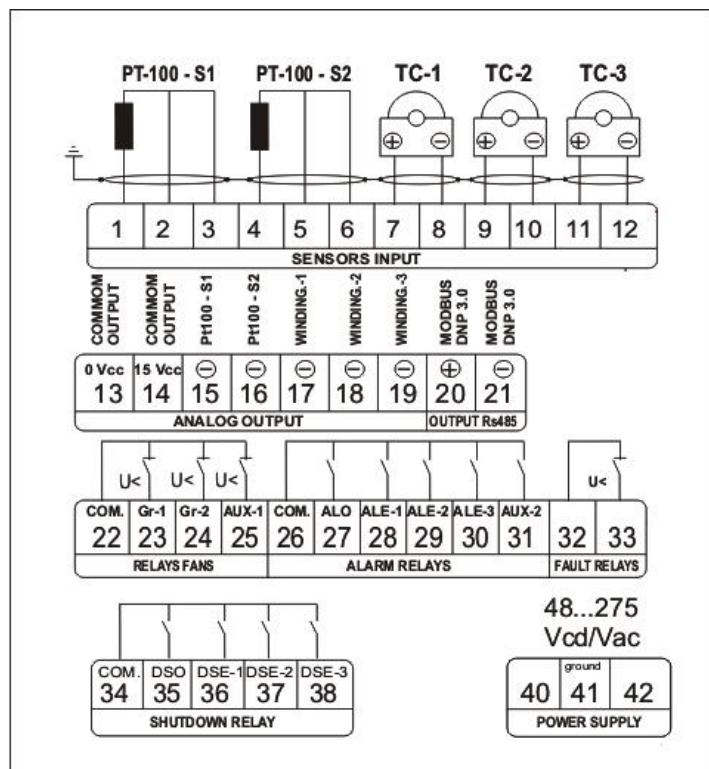 PT-100 - S1 PT-100 - S2 TC-1 TC-2 TC-3
+ − + − + −
1 2 3 4 5 6 7 8 9 10 11 12
SENSORS INPUT
COMMOM OUTPUT
COMMOM OUTPUT
Pt100 - S1
Pt100 - S2
WINDING.-1
WINDING.-2
WINDING.-3
MODBUS DNP 3.0
MODBUS DNP 3.0
0 Vcc 15 Vcc − − − − − + −
13 14 15 16 17 18 19 20 21
ANALOG OUTPUT OUTPUT Rs485
U< U< U< U<
COM. Gr-1 Gr-2 AUX-1 COM. ALO ALE-1 ALE-2 ALE-3 AUX-2
22 23 24 25 26 27 28 29 30 31 32 33
RELAYS FANS ALARM RELAYS FAULT RELAYS
48...275
Vcd/Vac
COM. DSO DSE-1 DSE-2 DSE-3
34 35 36 37 38
SHUTDOWN RELAY
ground
40 41 42
POWER SUPPLY